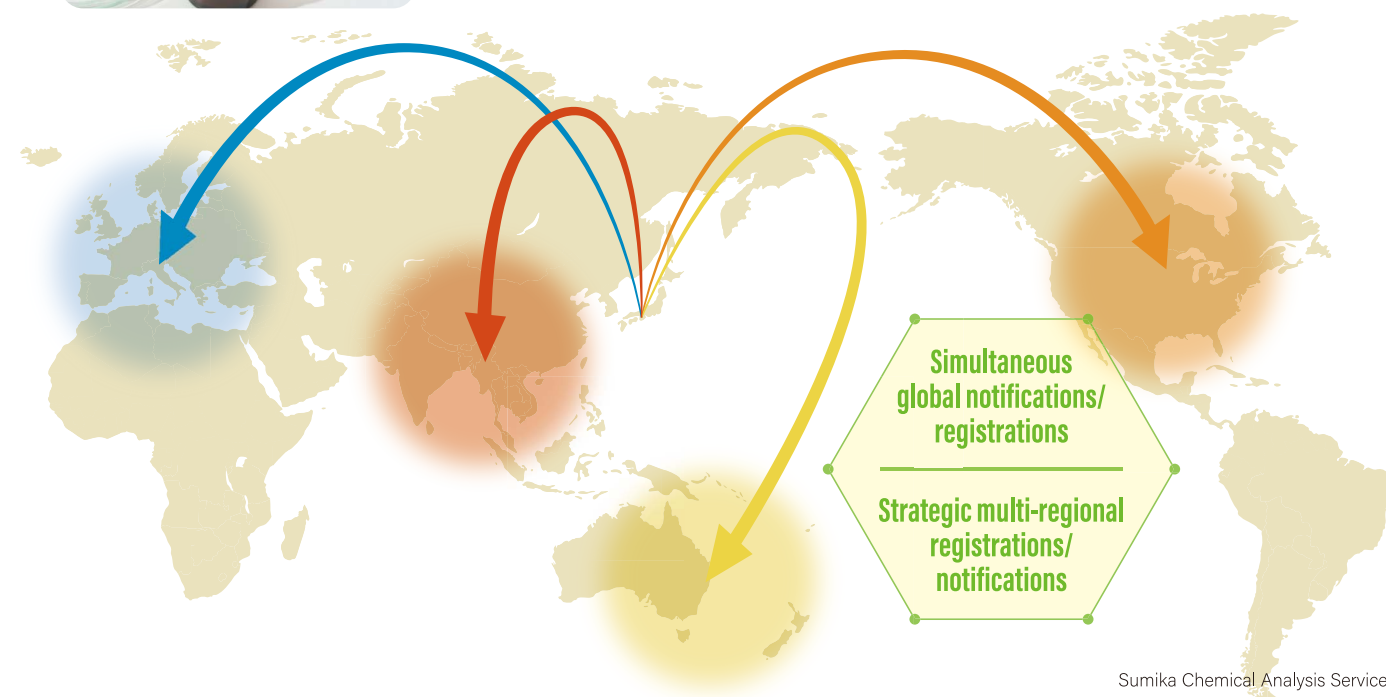 Simultaneous
global notifications/
registrations
Strategic multi-regional
registrations/
notifications
Sumika Chemical Analysis Service